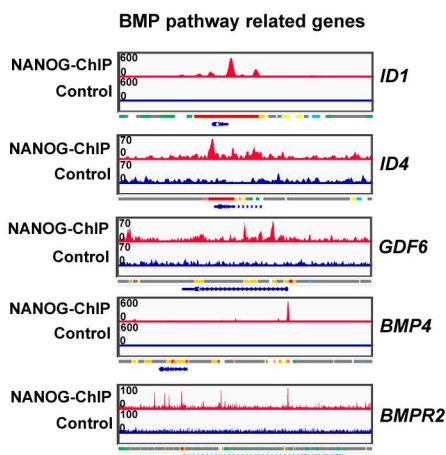 BMP pathway related genes
NANOG-ChIP 600 0
Control 600 0
ID1
NANOG-ChIP 70 0
Control 70 0
ID4
NANOG-ChIP 70 0
Control 70 0
GDF6
NANOG-ChIP 600 0
Control 600 0
BMP4
NANOG-ChIP 100 0
Control 100 0
BMPR2